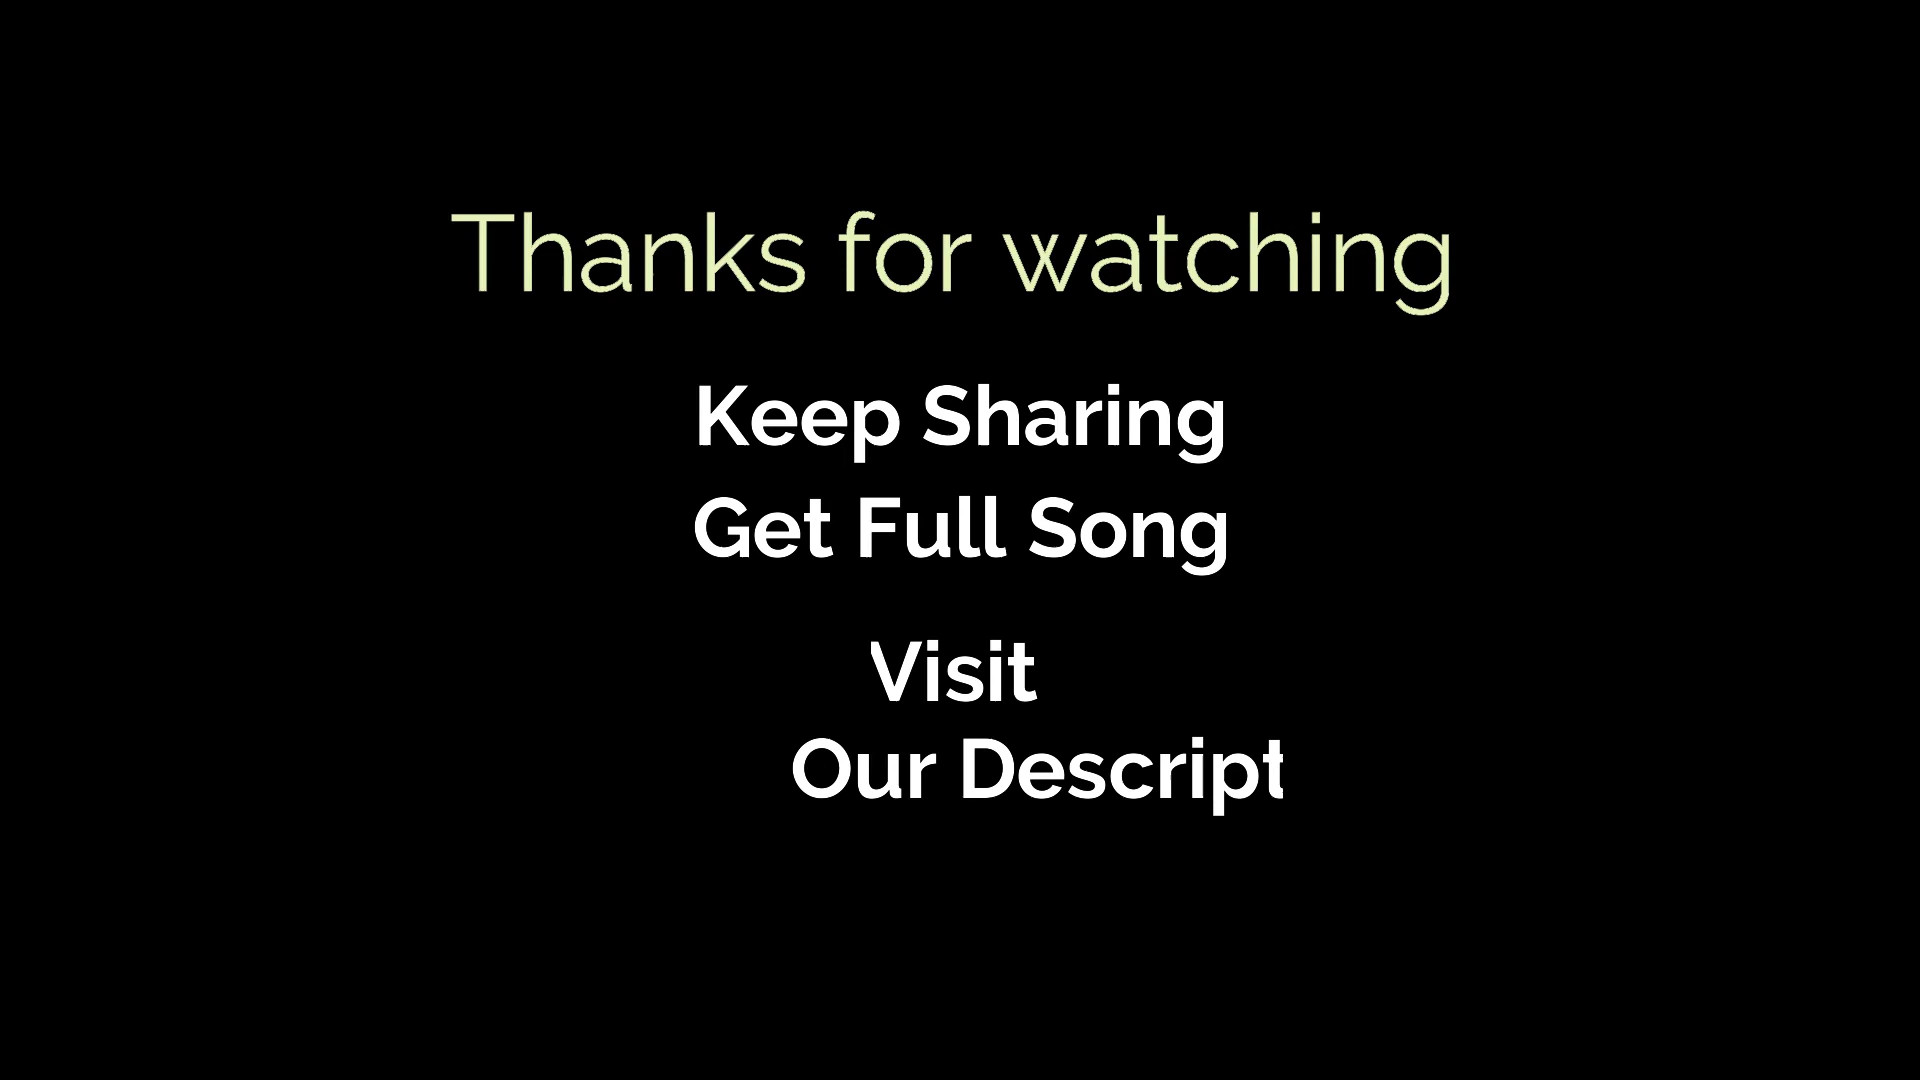 Thanks for watching
Keep Sharing
Get Full Song
Visit
Our Descript